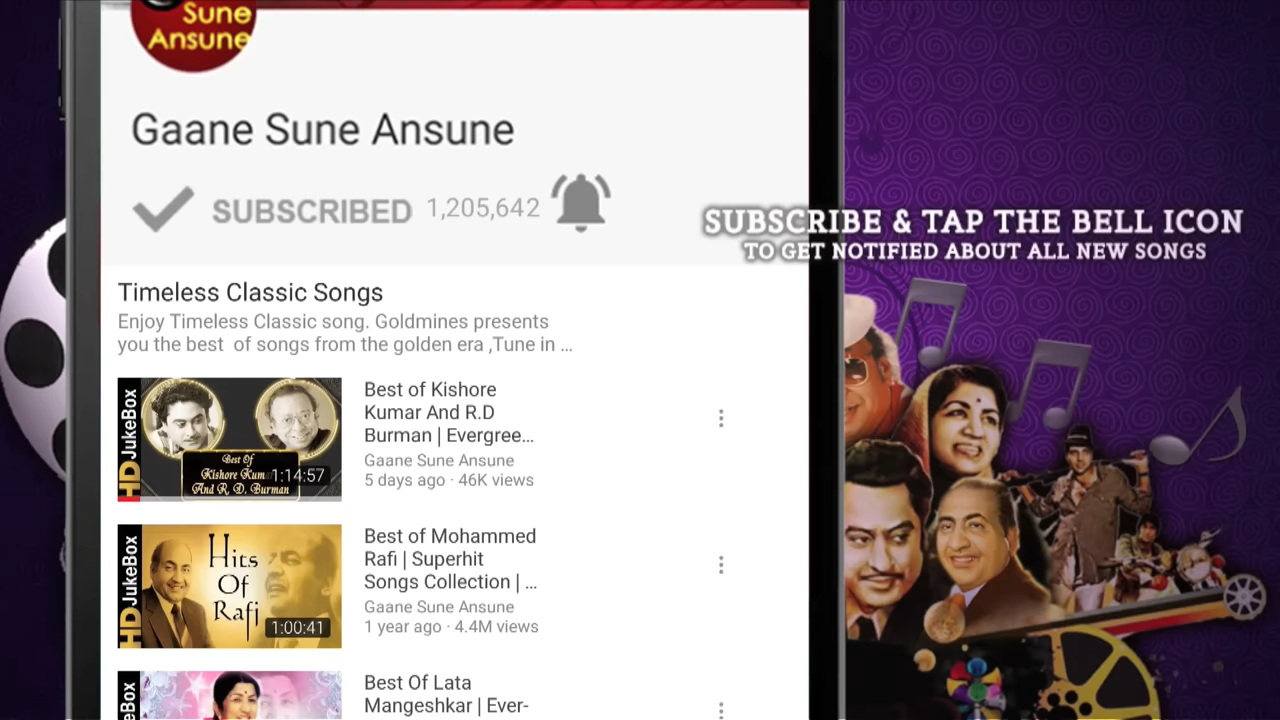 Sune
Ansune
Gaane Sune Ansune
SUBSCRIBED 1,205,642
SUBSCRIBE & TAP THE BELL ICON
TO GET NOTIFIED ABOUT ALL NEW SONGS
Timeless Classic Songs
Enjoy Timeless Classic song. Goldmines presents
you the best of songs from the golden era ,Tune in ...
HD JukeBox
Best Of
Kishore Kum
And R. D. Burman
1:14:57
Best of Kishore
Kumar And R.D
Burman | Evergree...
Gaane Sune Ansune
5 days ago · 46K views
HD JukeBox
Hits
Of
Rafi
1:00:41
Best of Mohammed
Rafi | Superhit
Songs Collection | ...
Gaane Sune Ansune
1 year ago · 4.4M views
eBox
Best Of Lata
Mangeshkar | Ever-